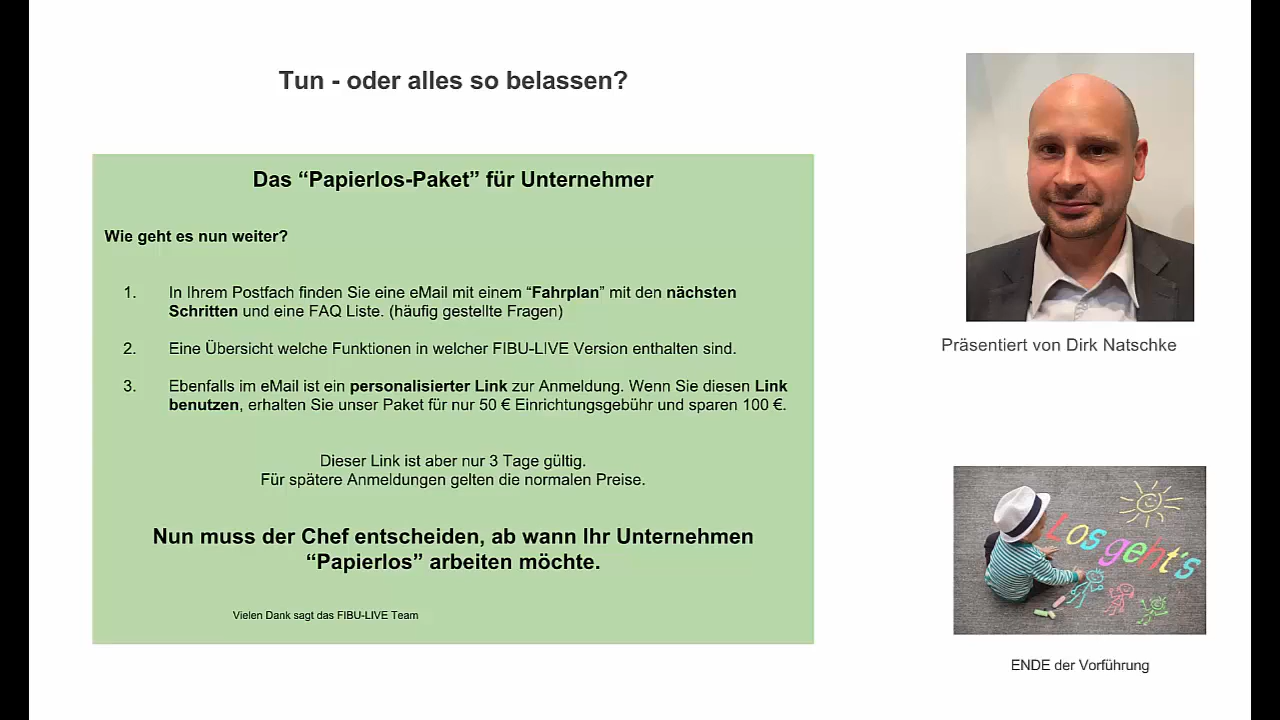 Tun - oder alles so belassen?
Das “Papierlos-Paket” für Unternehmer
Wie geht es nun weiter?
1. In Ihrem Postfach finden Sie eine eMail mit einem “Fahrplan” mit den nächsten
Schritten und eine FAQ Liste. (häufig gestellte Fragen)
2. Eine Übersicht welche Funktionen in welcher FIBU-LIVE Version enthalten sind.
3. Ebenfalls im eMail ist ein personalisierter Link zur Anmeldung. Wenn Sie diesen Link
benutzen, erhalten Sie unser Paket für nur 50 € Einrichtungsgebühr und sparen 100 €.
Dieser Link ist aber nur 3 Tage gültig.
Für spätere Anmeldungen gelten die normalen Preise.
Nun muss der Chef entscheiden, ab wann Ihr Unternehmen
“Papierlos” arbeiten möchte.
Vielen Dank sagt das FIBU-LIVE Team
Präsentiert von Dirk Natschke
Los geht's
ENDE der Vorführung